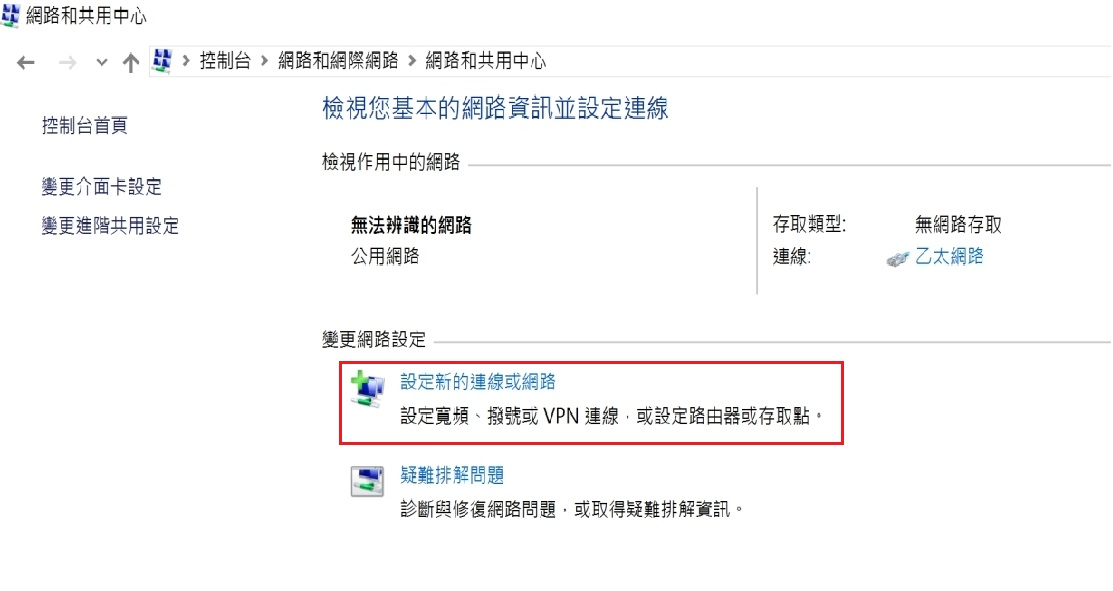 網路和共用中心
控制台 > 網路和網際網路 > 網路和共用中心
控制台首頁
變更介面卡設定
變更進階共用設定
檢視您基本的網路資訊並設定連線
檢視作用中的網路
無法辨識的網路
公用網路
存取類型: 無網路存取
連線: 乙太網路
變更網路設定
設定新的連線或網路
設定寬頻、撥號或 VPN 連線，或設定路由器或存取點。
疑難排解問題
診斷與修復網路問題，或取得疑難排解資訊。